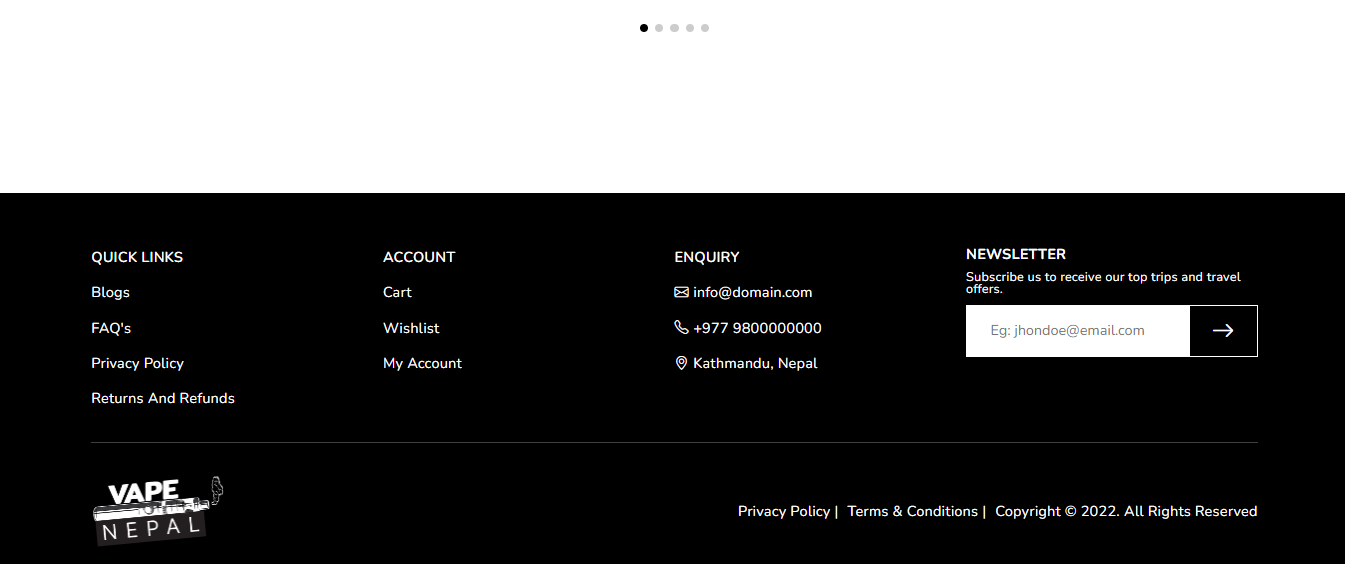 QUICK LINKS
Blogs
FAQ's
Privacy Policy
Returns And Refunds
ACCOUNT
Cart
Wishlist
My Account
ENQUIRY
info@domain.com
+977 9800000000
Kathmandu, Nepal
NEWSLETTER
Subscribe us to receive our top trips and travel
offers.
Eg: jhondoe@email.com
VAPE
NEPAL
Privacy Policy | Terms & Conditions | Copyright © 2022. All Rights Reserved